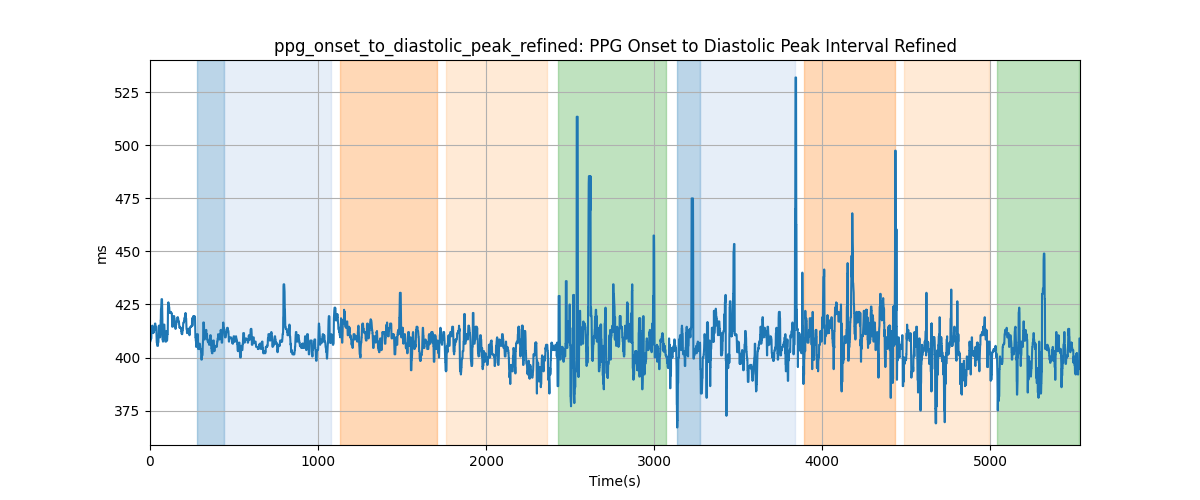 ppg_onset_to_diastolic_peak_refined: PPG Onset to Diastolic Peak Interval Refined
525
500
475
450
425
400
375
ms
0 1000 2000 3000 4000 5000
Time(s)